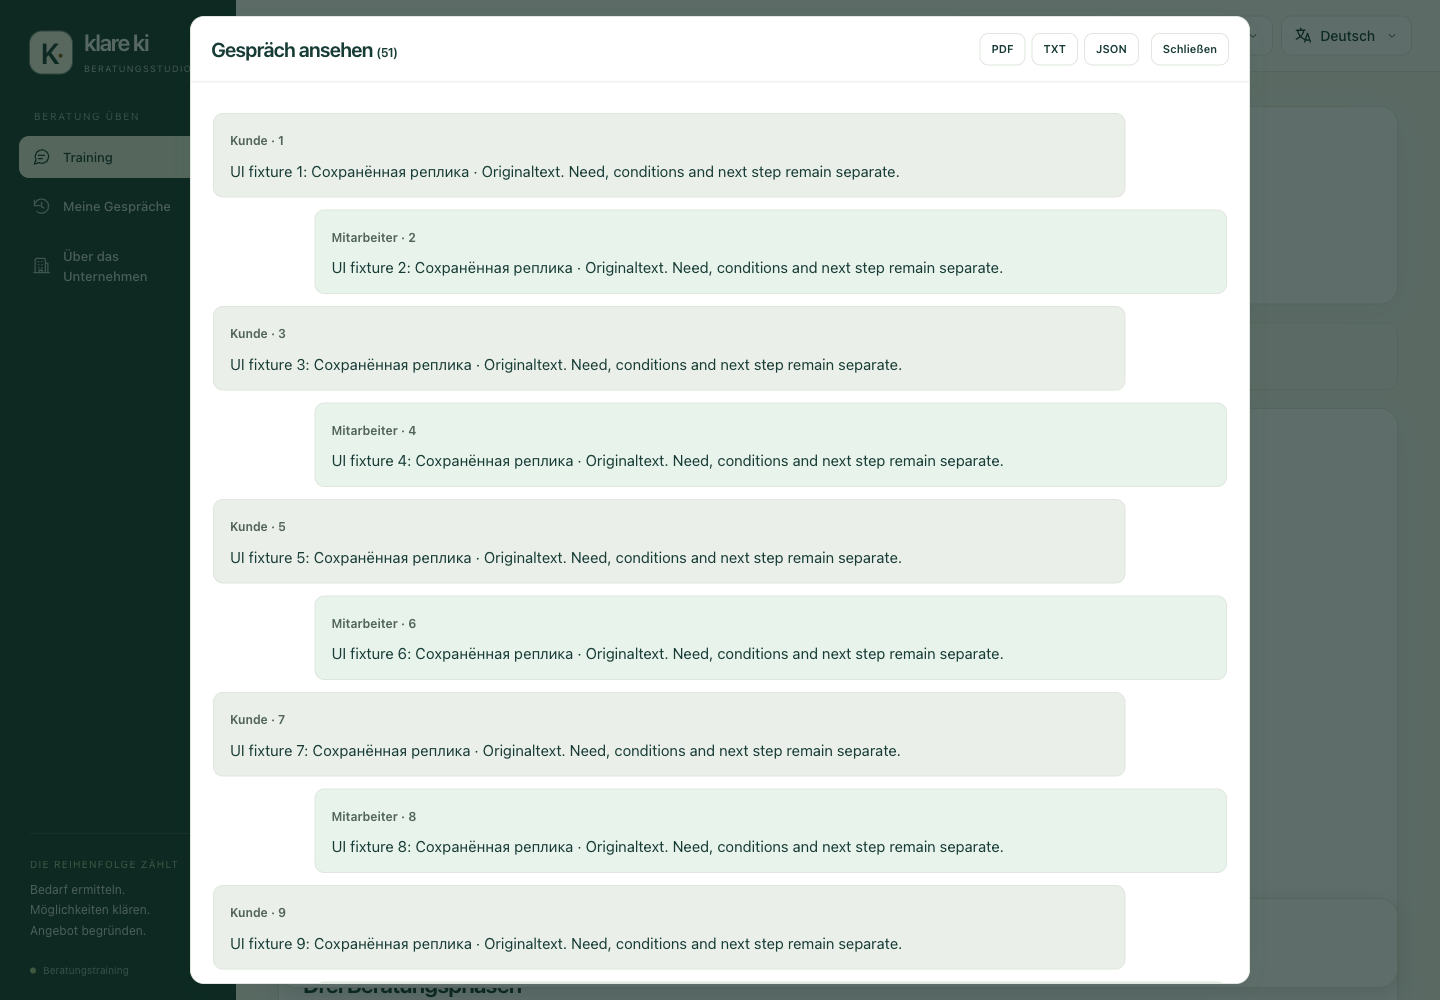 klare ki
BERATUNGSSTUDIO
BERATUNG ÜBEN
Training
Meine Gespräche
Über das
Unternehmen
DIE REIHENFOLGE ZÄHLT
Bedarf ermitteln.
Möglichkeiten klären.
Angebot begründen.
Beratungstraining
Deutsch
Gespräch ansehen (51)
PDF
TXT
JSON
Schließen
Kunde · 1
UI fixture 1: Сохранённая реплика · Originaltext. Need, conditions and next step remain separate.
Mitarbeiter · 2
UI fixture 2: Сохранённая реплика · Originaltext. Need, conditions and next step remain separate.
Kunde · 3
UI fixture 3: Сохранённая реплика · Originaltext. Need, conditions and next step remain separate.
Mitarbeiter · 4
UI fixture 4: Сохранённая реплика · Originaltext. Need, conditions and next step remain separate.
Kunde · 5
UI fixture 5: Сохранённая реплика · Originaltext. Need, conditions and next step remain separate.
Mitarbeiter · 6
UI fixture 6: Сохранённая реплика · Originaltext. Need, conditions and next step remain separate.
Kunde · 7
UI fixture 7: Сохранённая реплика · Originaltext. Need, conditions and next step remain separate.
Mitarbeiter · 8
UI fixture 8: Сохранённая реплика · Originaltext. Need, conditions and next step remain separate.
Kunde · 9
UI fixture 9: Сохранённая реплика · Originaltext. Need, conditions and next step remain separate.
Drei Beratungsphasen